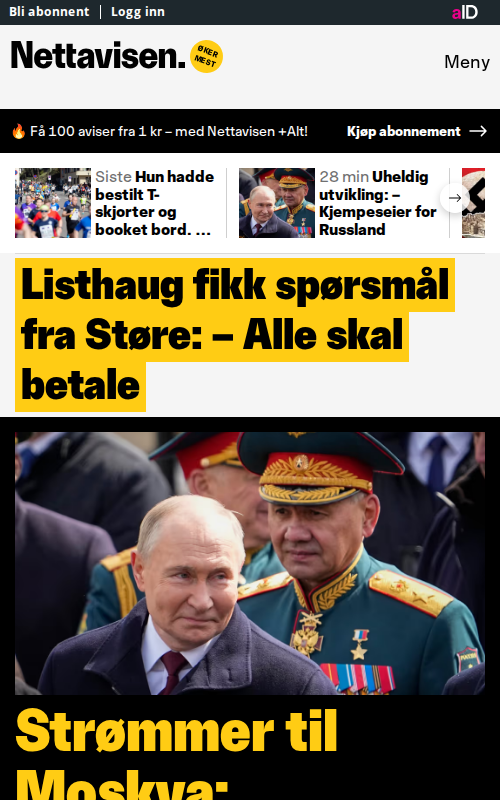 Bli abonnent
Logg inn
aID
Nettavisen.
ØKER
MEST
Meny
🔥 Få 100 aviser fra 1 kr – med Nettavisen +Alt!
Kjøp abonnement →
Siste Hun hadde
bestilt T-
skjorter og
booket bord. …
28 min Uheldig
utvikling: –
Kjempeseier for
Russland
Listhaug fikk spørsmål
fra Støre: – Alle skal
betale
Strømmer til
Moskva: